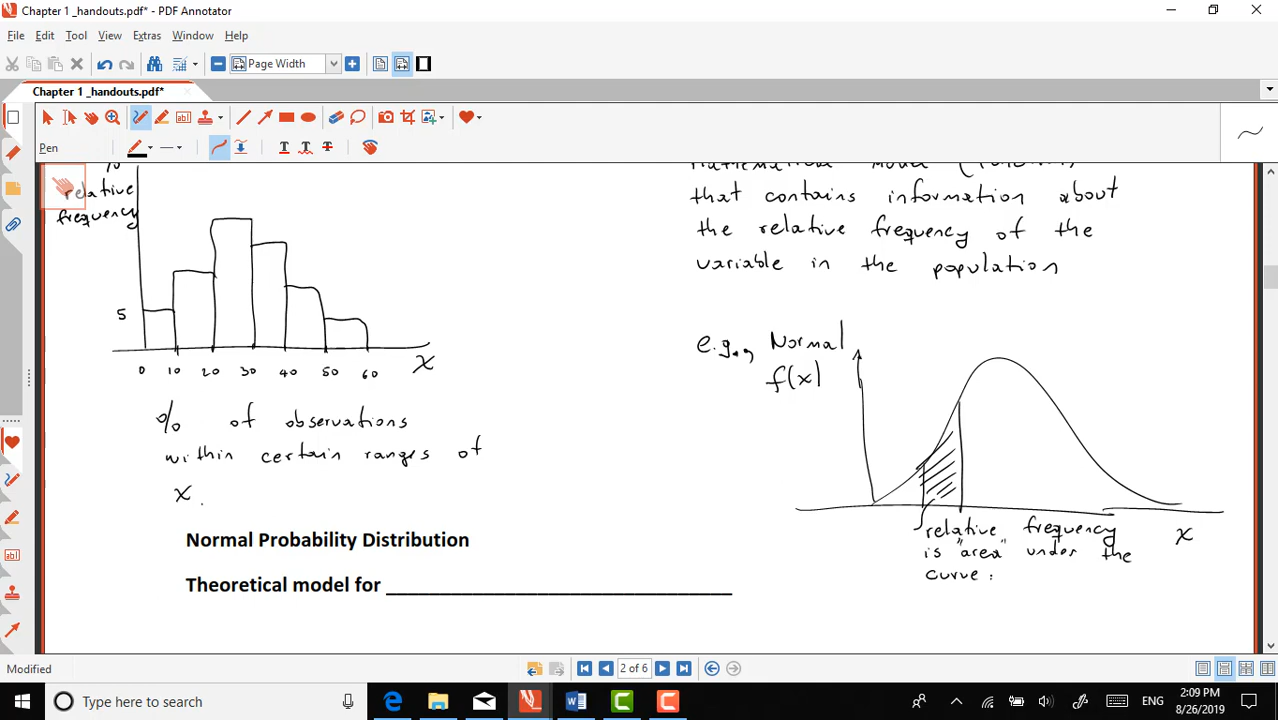 Chapter 1 _handouts.pdf* - PDF Annotator
File Edit Tool View Extras Window Help
Page Width
Chapter 1 _handouts.pdf*
Pen
%
relative
frequency
5
0 10 20 30 40 50 60 x
% of observations
within certain ranges of
x.
that contains information about
the relative frequency of the
variable in the population
e.g., Normal
f(x)
x
relative frequency
is "area" under the
curve.
Normal Probability Distribution
Theoretical model for ________________________________
Modified
2 of 6
Type here to search
ENG
2:09 PM
8/26/2019